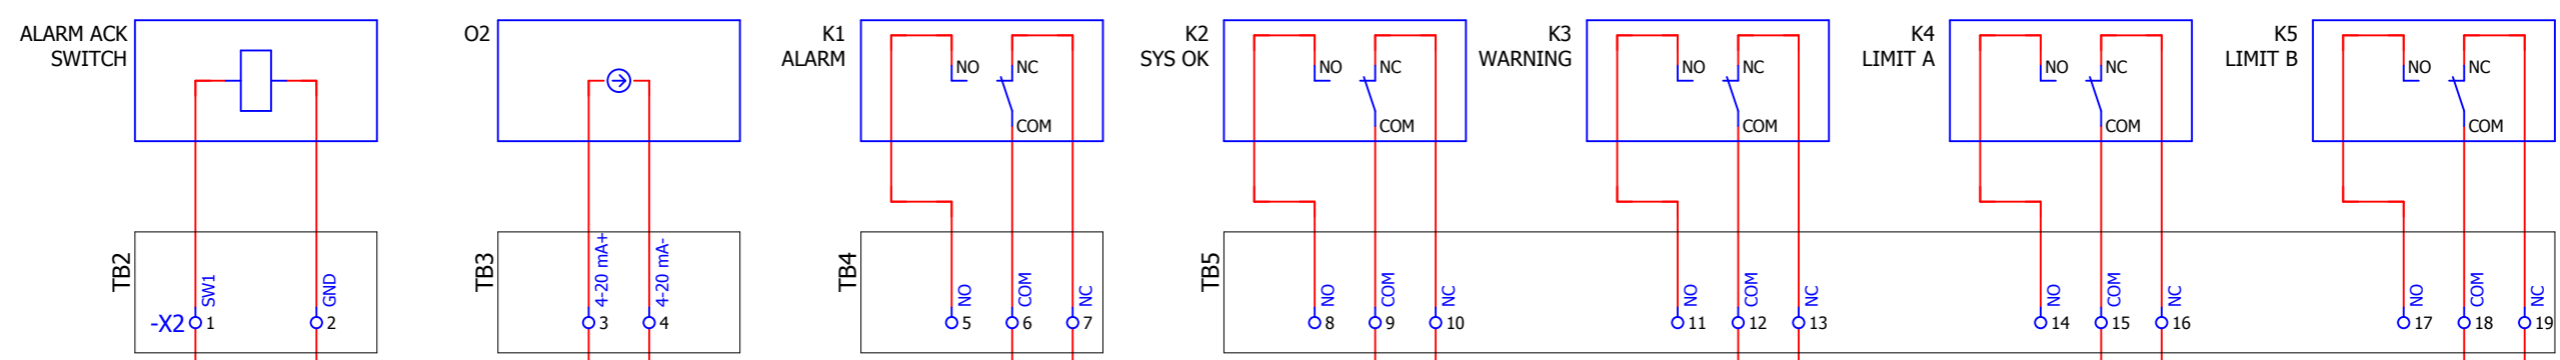 ALARM ACK
SWITCH
O2
K1
ALARM
NO
NC
COM
K2
SYS OK
NO
NC
COM
K3
WARNING
NO
NC
COM
K4
LIMIT A
NO
NC
COM
K5
LIMIT B
NO
NC
COM
TB2
SW1
GND
-X2
1
2
TB3
4-20 mA+
4-20 mA-
3
4
TB4
NO
COM
NC
5
6
7
TB5
NO
COM
NC
8
9
10
NO
COM
NC
11
12
13
NO
COM
NC
14
15
16
NO
COM
NC
17
18
19